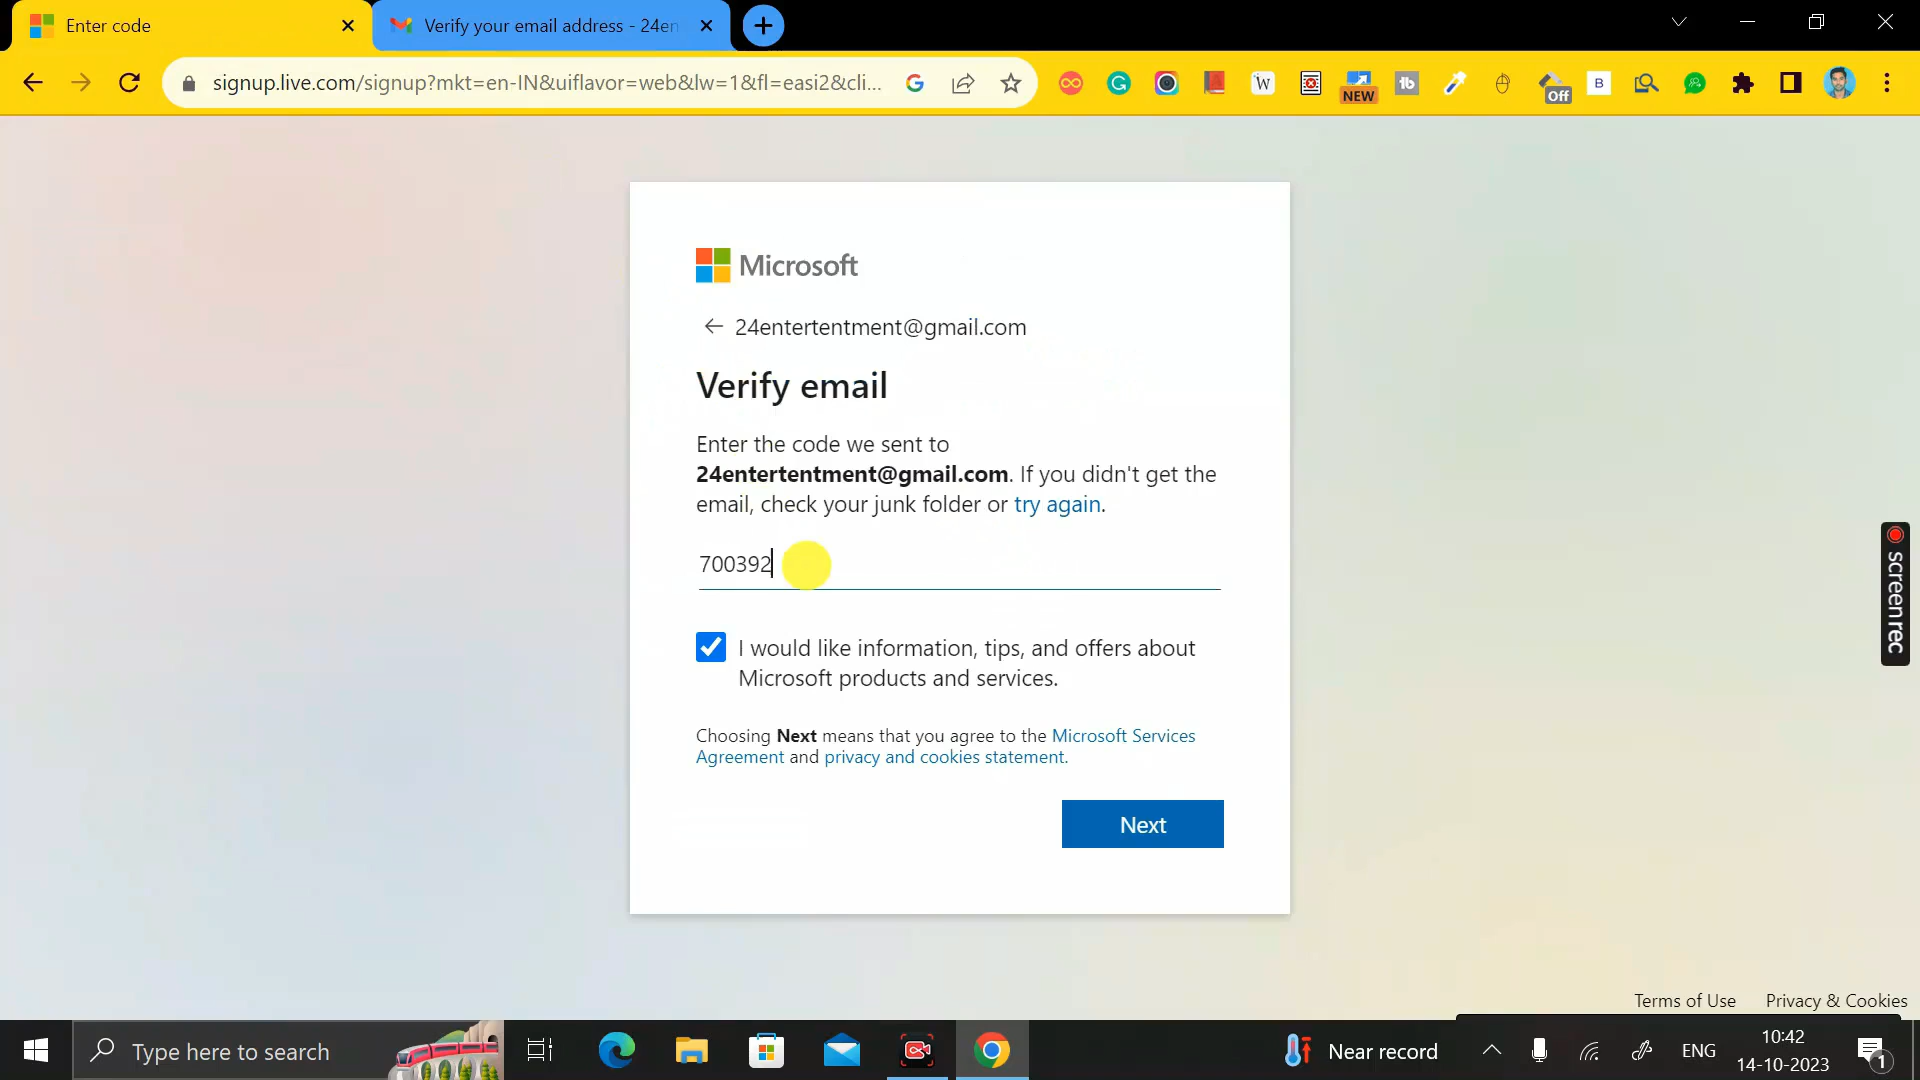 Enter code
Verify your email address - 24en
signup.live.com/signup?mkt=en-IN&uiflavor=web&lw=1&fl=easi2&cli...
NEW
tb
Off
B
W
Microsoft
24entertentment@gmail.com
Verify email
Enter the code we sent to
24entertentment@gmail.com. If you didn't get the
email, check your junk folder or try again.
700392
I would like information, tips, and offers about
Microsoft products and services.
Choosing Next means that you agree to the Microsoft Services
Agreement and privacy and cookies statement.
Next
screenrec
Terms of Use Privacy & Cookies
Type here to search
Near record
ENG
10:42
14-10-2023
1